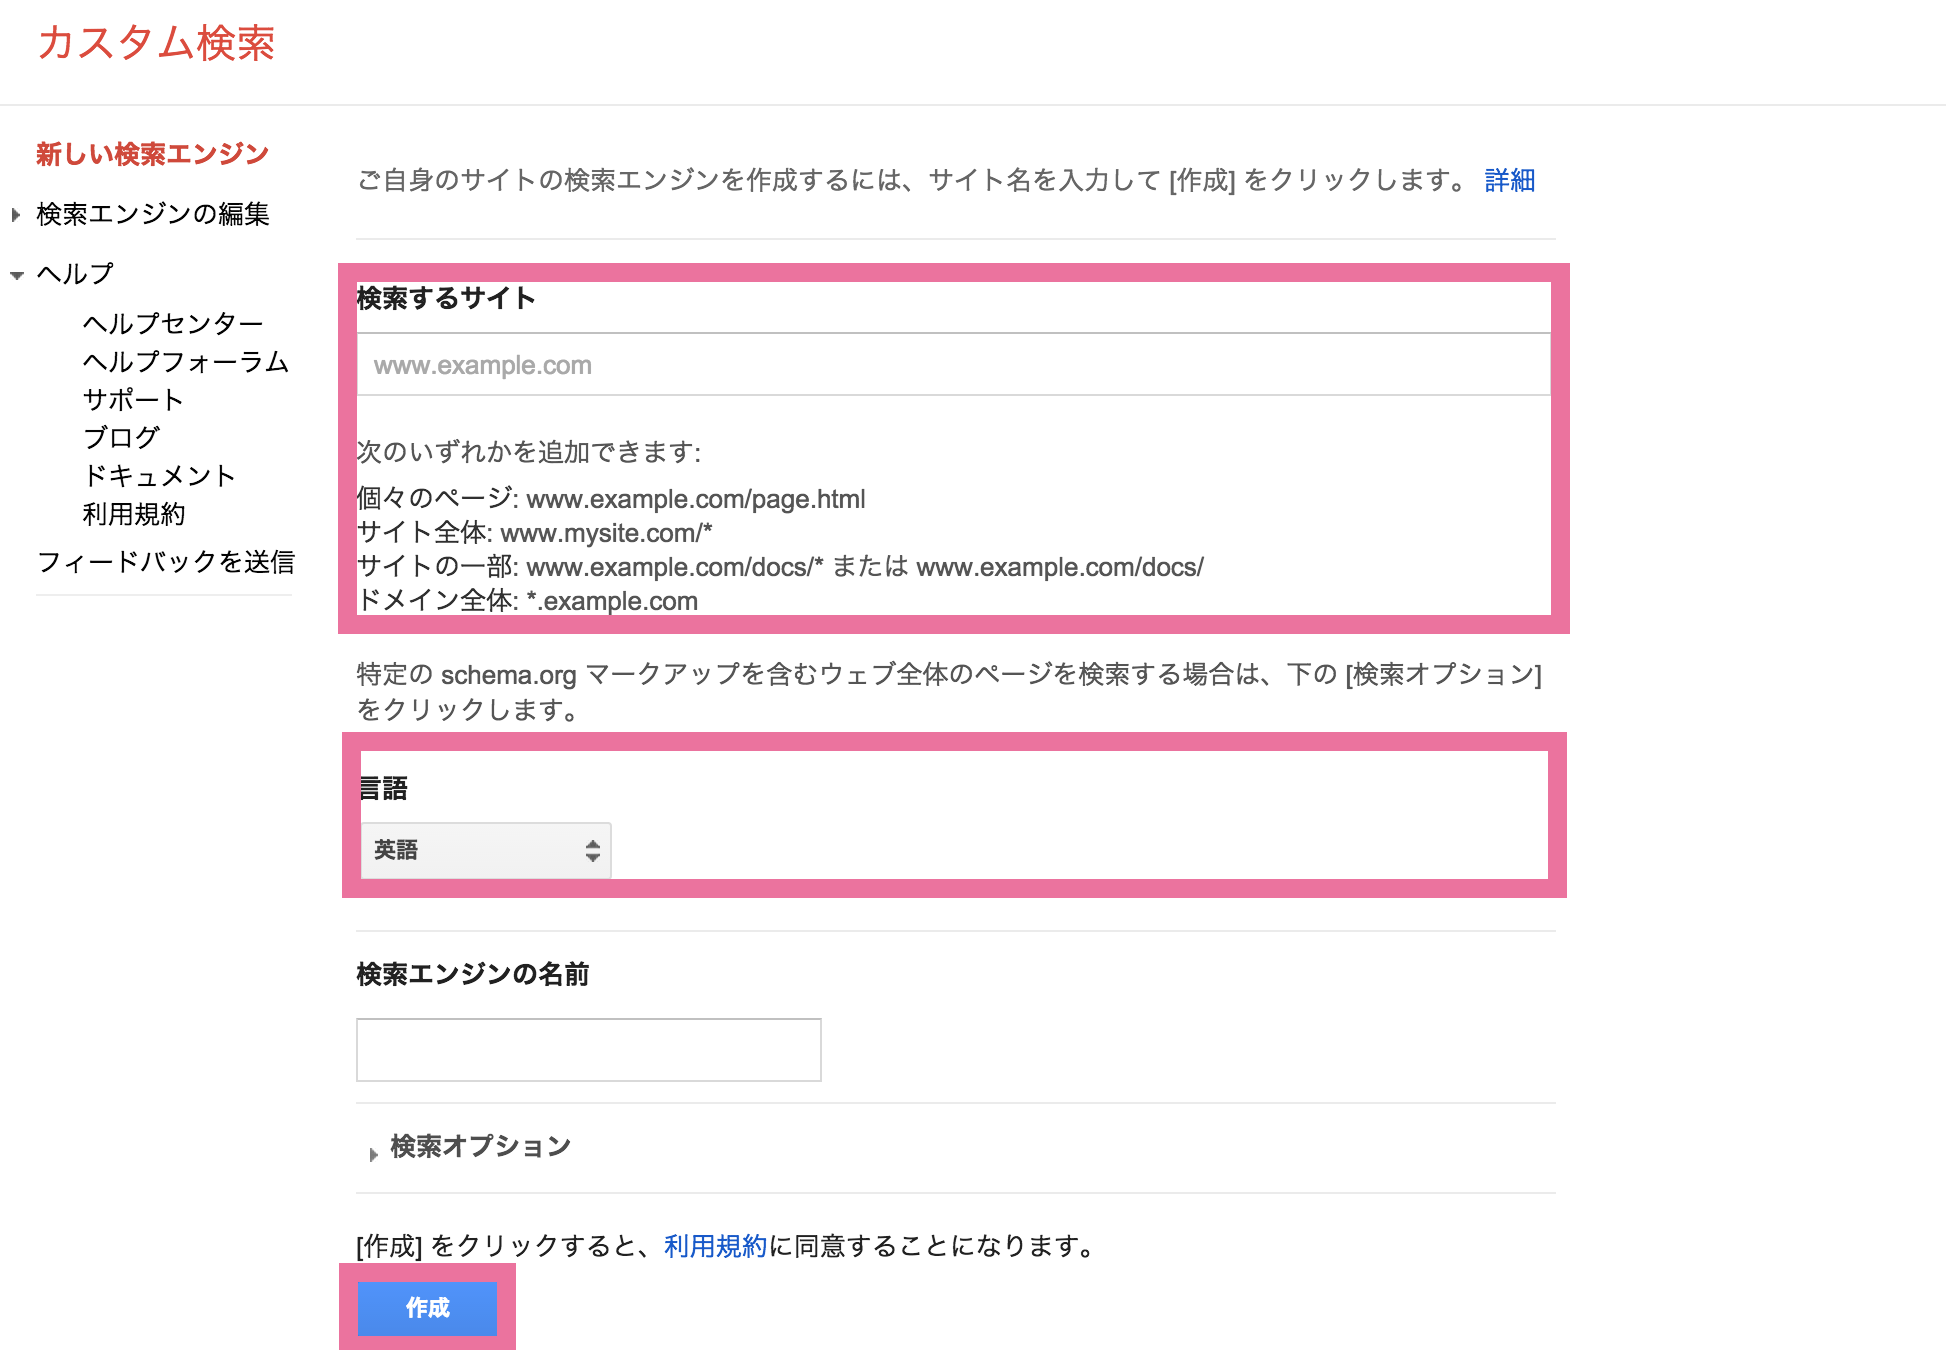 カスタム検索
新しい検索エンジン
検索エンジンの編集
ヘルプ
ヘルプセンター
ヘルプフォーラム
サポート
ブログ
ドキュメント
利用規約
フィードバックを送信
ご自身のサイトの検索エンジンを作成するには、サイト名を入力して [作成] をクリックします。 詳細
検索するサイト
www.example.com
次のいずれかを追加できます:
個々のページ: www.example.com/page.html
サイト全体: www.mysite.com/*
サイトの一部: www.example.com/docs/* または www.example.com/docs/
ドメイン全体: *.example.com
特定の schema.org マークアップを含むウェブ全体のページを検索する場合は、下の [検索オプション]
をクリックします。
言語
英語
検索エンジンの名前
検索オプション
[作成] をクリックすると、利用規約に同意することになります。
作成